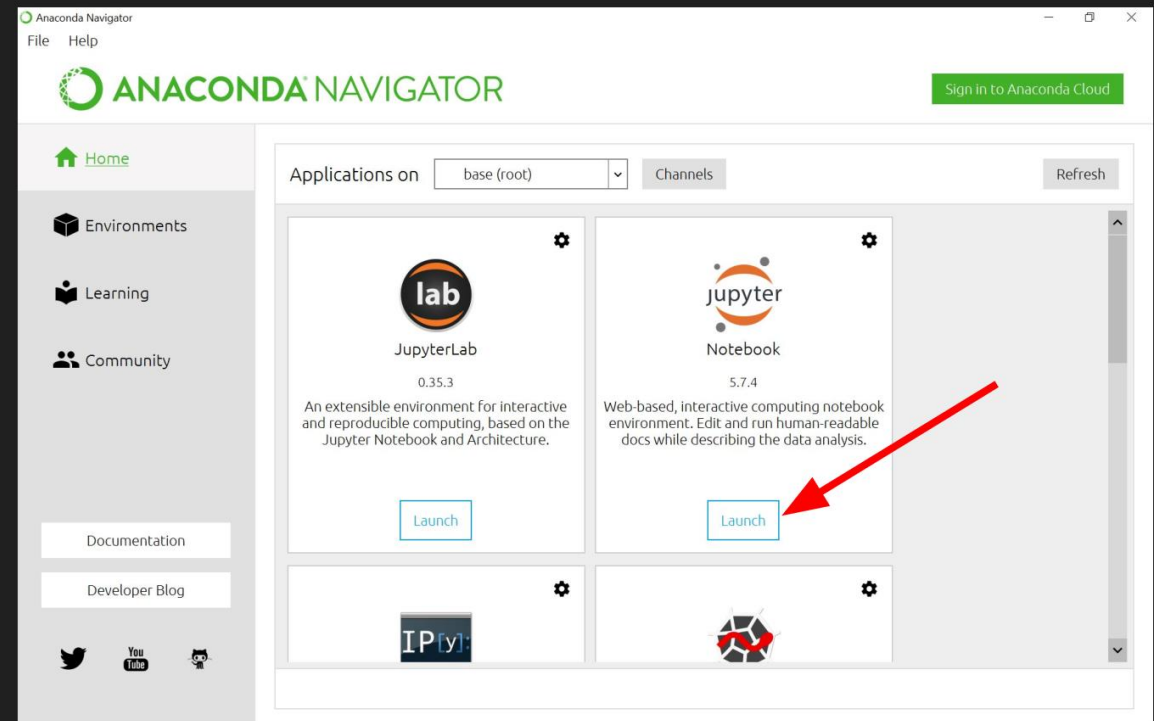 Anaconda Navigator
File Help
ANACONDA NAVIGATOR
Sign in to Anaconda Cloud
Home
Environments
Learning
Community
Documentation
Developer Blog
You
Tube
Applications on base (root) Channels Refresh
lab
JupyterLab
0.35.3
An extensible environment for interactive
and reproducible computing, based on the
Jupyter Notebook and Architecture.
Launch
jupyter
Notebook
5.7.4
Web-based, interactive computing notebook
environment. Edit and run human-readable
docs while describing the data analysis.
Launch
IP[y]: